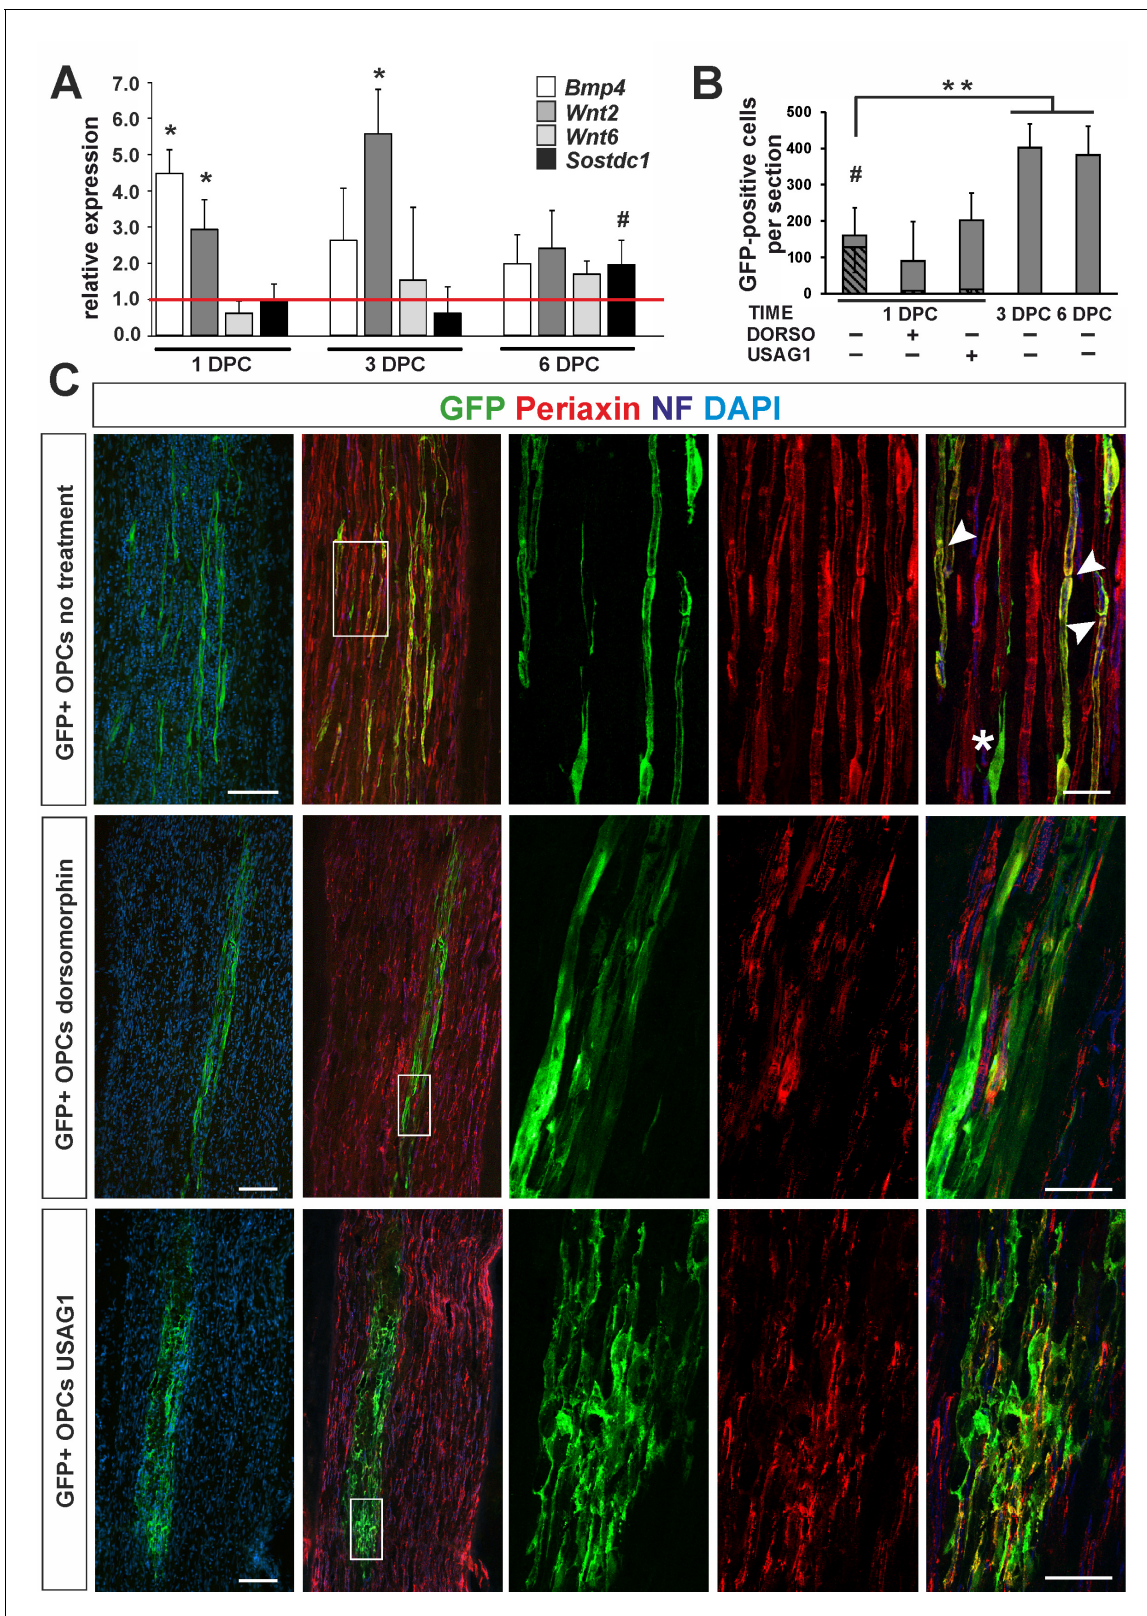 A
relative expression
7.0
6.0
5.0
4.0
3.0
2.0
1.0
0.0
*
*
*
#
Bmp4
Wnt2
Wnt6
Sostdc1
1 DPC
3 DPC
6 DPC
B
GFP-positive cells
per section
500
400
300
200
100
0
**
#
TIME
1 DPC
3 DPC
6 DPC
DORSO
– + – –
USAG1
– + – –
C
GFP Periaxin NF DAPI
GFP+ OPCs no treatment
*
GFP+ OPCs dorsomorphin
GFP+ OPCs USAG1